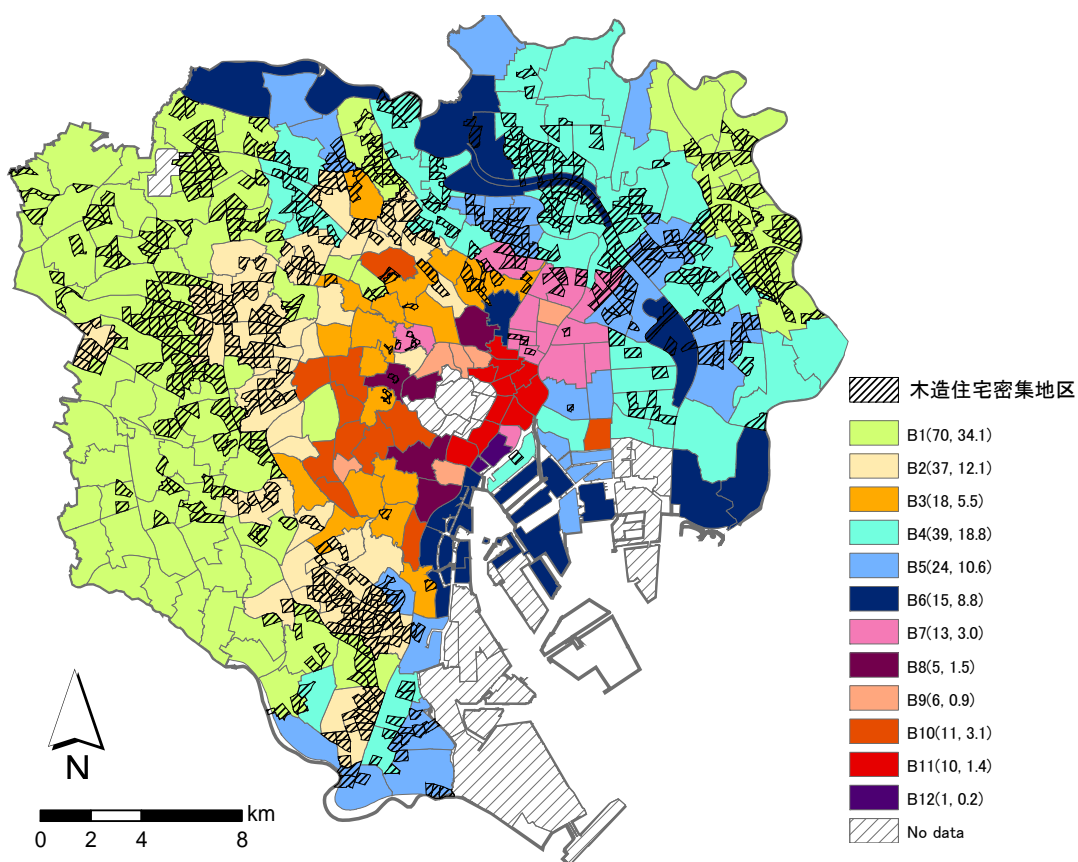 木造住宅密集地区
B1(70, 34.1)
B2(37, 12.1)
B3(18, 5.5)
B4(39, 18.8)
B5(24, 10.6)
B6(15, 8.8)
B7(13, 3.0)
B8(5, 1.5)
B9(6, 0.9)
B10(11, 3.1)
B11(10, 1.4)
B12(1, 0.2)
No data
N
km
0 2 4 8